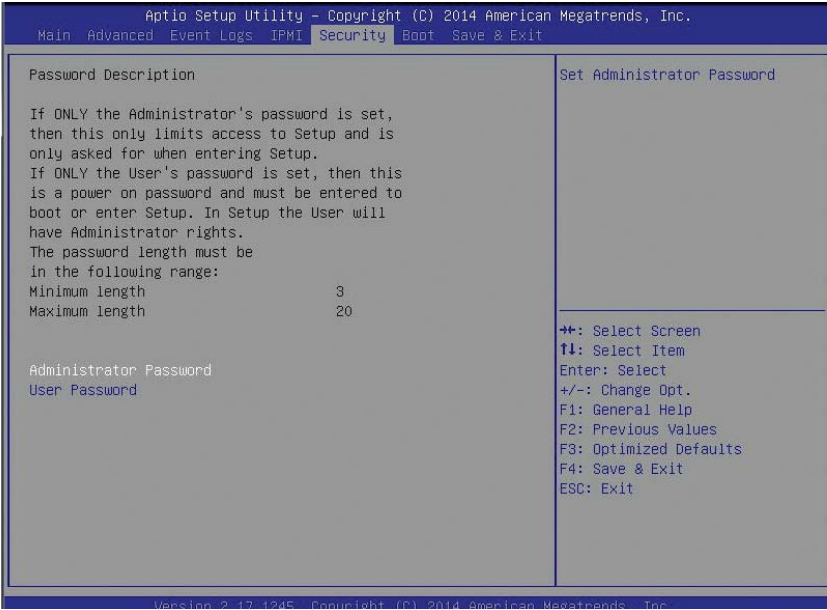 Aptio Setup Utility – Copyright (C) 2014 American Megatrends, Inc.
Main Advanced Event Logs IPMI Security Boot Save & Exit
Password Description
If ONLY the Administrator's password is set,
then this only limits access to Setup and is
only asked for when entering Setup.
If ONLY the User's password is set, then this
is a power on password and must be entered to
boot or enter Setup. In Setup the User will
have Administrator rights.
The password length must be
in the following range:
Minimum length 3
Maximum length 20
Administrator Password
User Password
Set Administrator Password
→←: Select Screen
↑↓: Select Item
Enter: Select
+/-: Change Opt.
F1: General Help
F2: Previous Values
F3: Optimized Defaults
F4: Save & Exit
ESC: Exit
Version 2.17.1245. Copyright (C) 2014 American Megatrends, Inc.